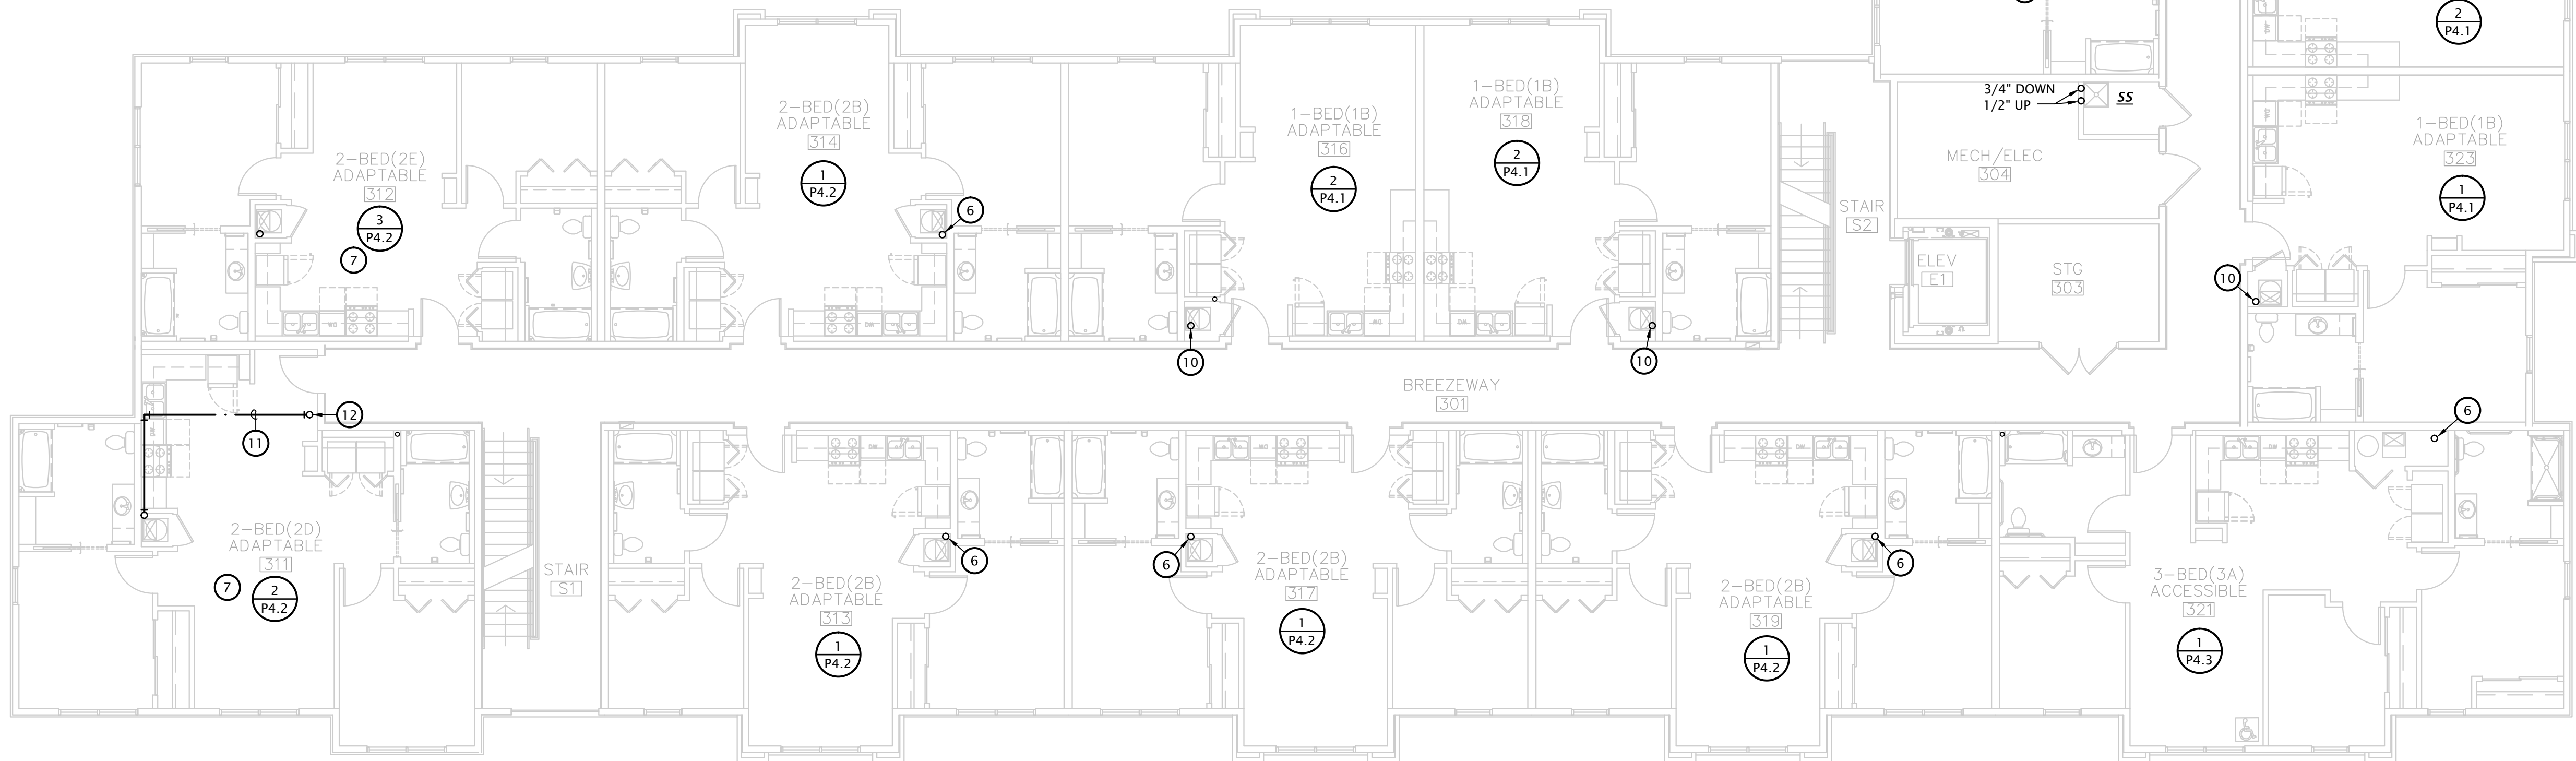 2
P4.1
3/4" DOWN
1/2" UP
SS
2-BED(2B)
ADAPTABLE
314
1
P4.2
1-BED(1B)
ADAPTABLE
316
2
P4.1
1-BED(1B)
ADAPTABLE
318
2
P4.1
MECH/ELEC
304
1-BED(1B)
ADAPTABLE
323
1
P4.1
2-BED(2E)
ADAPTABLE
312
3
P4.2
7
6
STAIR
S2
ELEV
E1
STG
303
10
DW
DW
10
10
BREEZEWAY
301
12
11
6
DW
DW
DW
DW
2-BED(2D)
ADAPTABLE
311
7
2
P4.2
STAIR
S1
2-BED(2B)
ADAPTABLE
313
1
P4.2
6
6
2-BED(2B)
ADAPTABLE
317
1
P4.2
2-BED(2B)
ADAPTABLE
319
1
P4.2
6
3-BED(3A)
ACCESSIBLE
321
1
P4.3